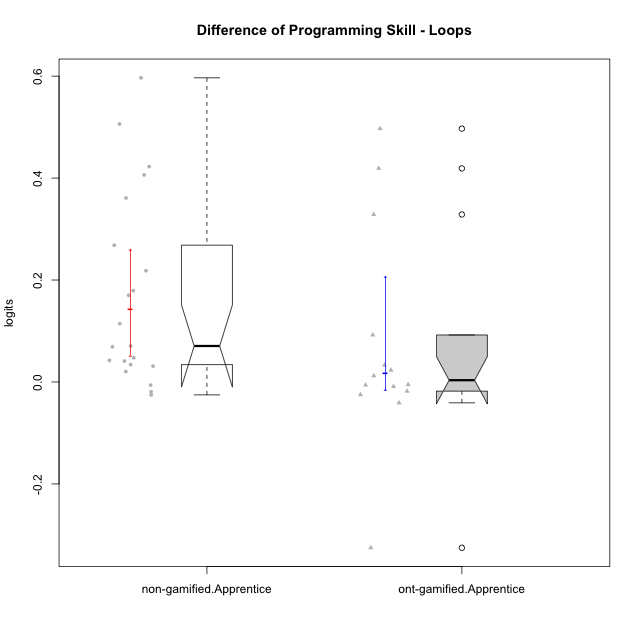 Difference of Programming Skill - Loops
logits
0.6
0.4
0.2
0.0
-0.2
non-gamified.Apprentice
ont-gamified.Apprentice